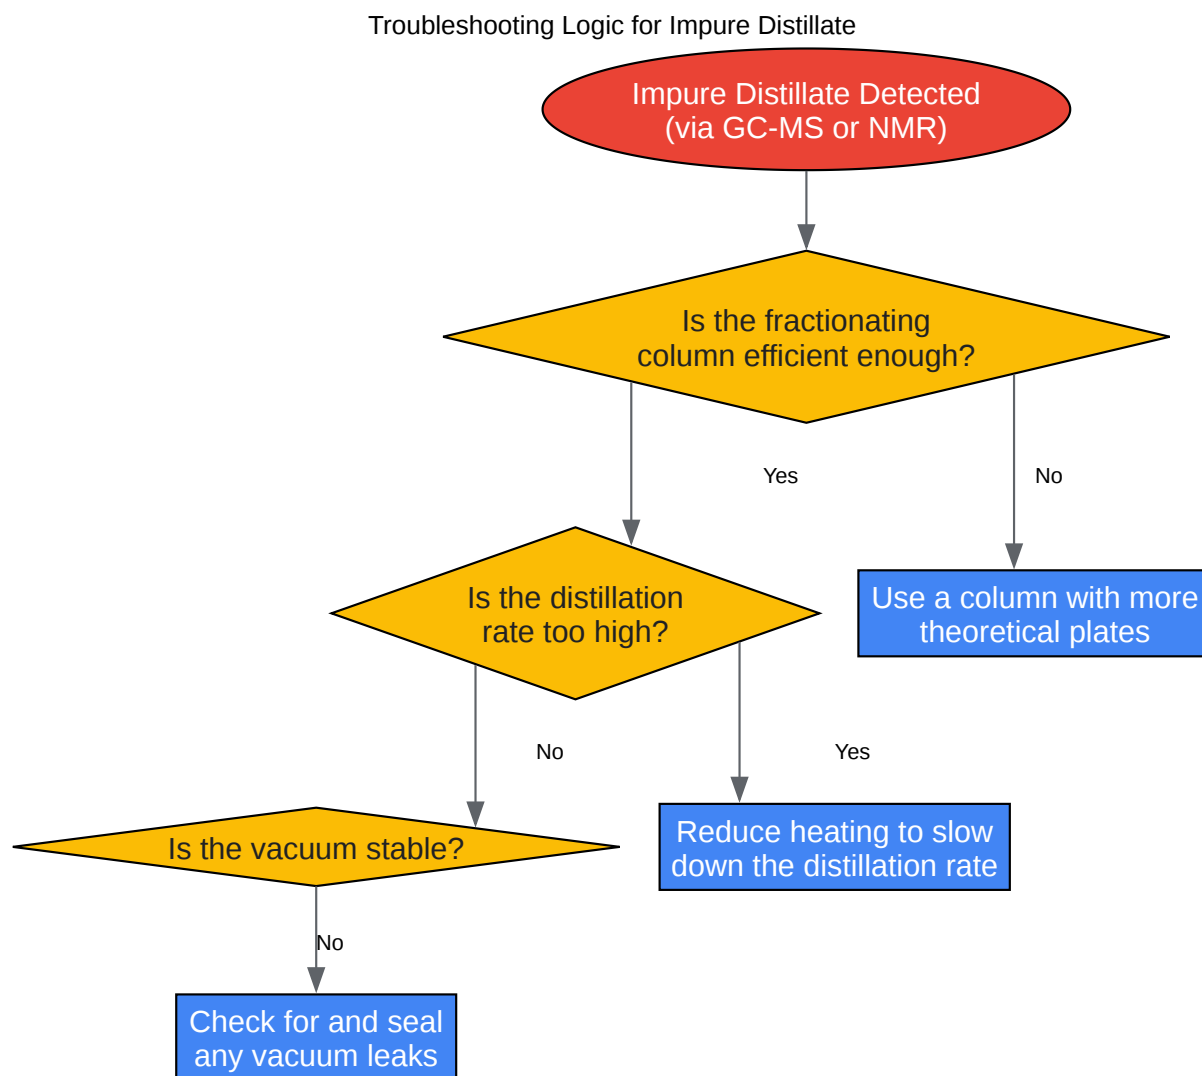 Troubleshooting Logic for Impure Distillate
Impure Distillate Detected
(via GC-MS or NMR)
Is the fractionating
column efficient enough?
Yes
No
Is the distillation
rate too high?
Use a column with more
theoretical plates
No
Yes
Is the vacuum stable?
Reduce heating to slow
down the distillation rate
No
Check for and seal
any vacuum leaks